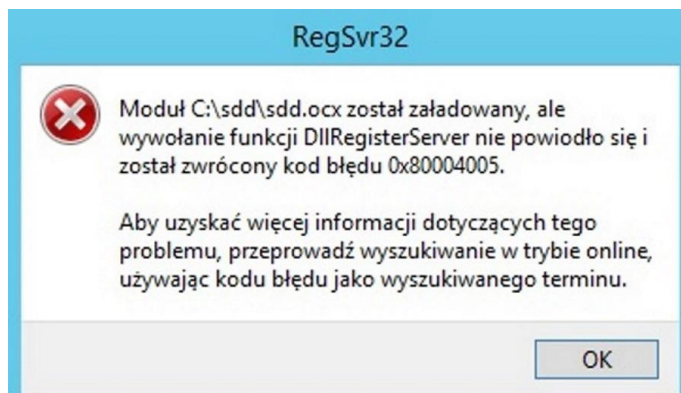 RegSvr32
Moduł C:\sdd\sdd.ocx został załadowany, ale
wywołanie funkcji DllRegisterServer nie powiodło się i
został zwrócony kod błędu 0x80004005.
Aby uzyskać więcej informacji dotyczących tego
problemu, przeprowadź wyszukiwanie w trybie online,
używając kodu błędu jako wyszukiwanego terminu.
OK